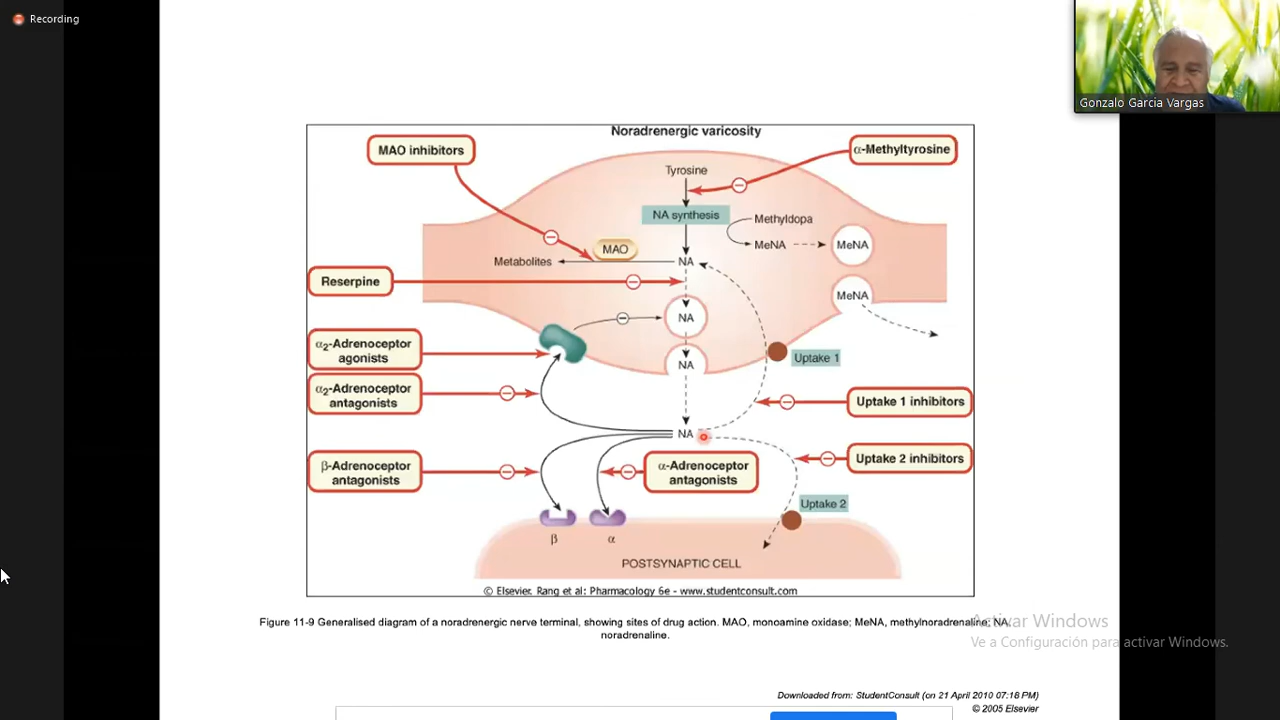 Recording
Gonzalo Garcia Vargas
Noradrenergic varicosity
MAO inhibitors
α-Methyltyrosine
Tyrosine
NA synthesis
Methyldopa
MeNA
MeNA
MAO
Metabolites
NA
Reserpine
MeNA
NA
α2-Adrenoceptor
agonists
NA
Uptake 1
α2-Adrenoceptor
antagonists
Uptake 1 inhibitors
NA
Uptake 2 inhibitors
β-Adrenoceptor
antagonists
α-Adrenoceptor
antagonists
Uptake 2
β
α
POSTSYNAPTIC CELL
© Elsevier. Rang et al: Pharmacology 6e - www.studentconsult.com
Figure 11-9 Generalised diagram of a noradrenergic nerve terminal, showing sites of drug action. MAO, monoamine oxidase; MeNA, methylnoradrenaline; NA,
noradrenaline.
Activar Windows
Ve a Configuración para activar Windows.
Downloaded from: StudentConsult (on 21 April 2010 07:18 PM)
© 2005 Elsevier